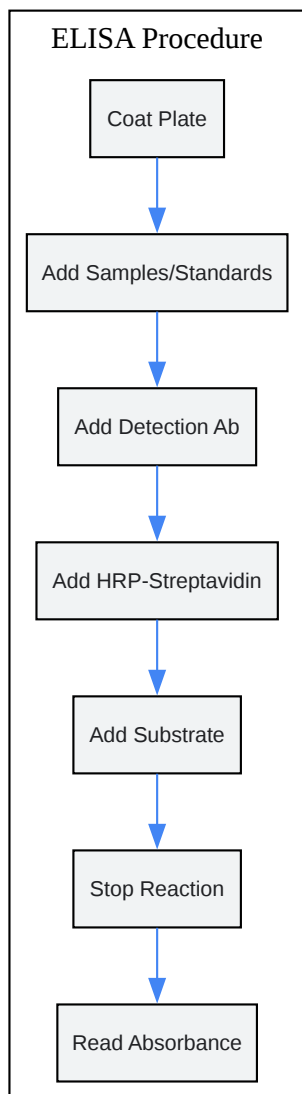 ELISA Procedure
Coat Plate
Add Samples/Standards
Add Detection Ab
Add HRP-Streptavidin
Add Substrate
Stop Reaction
Read Absorbance